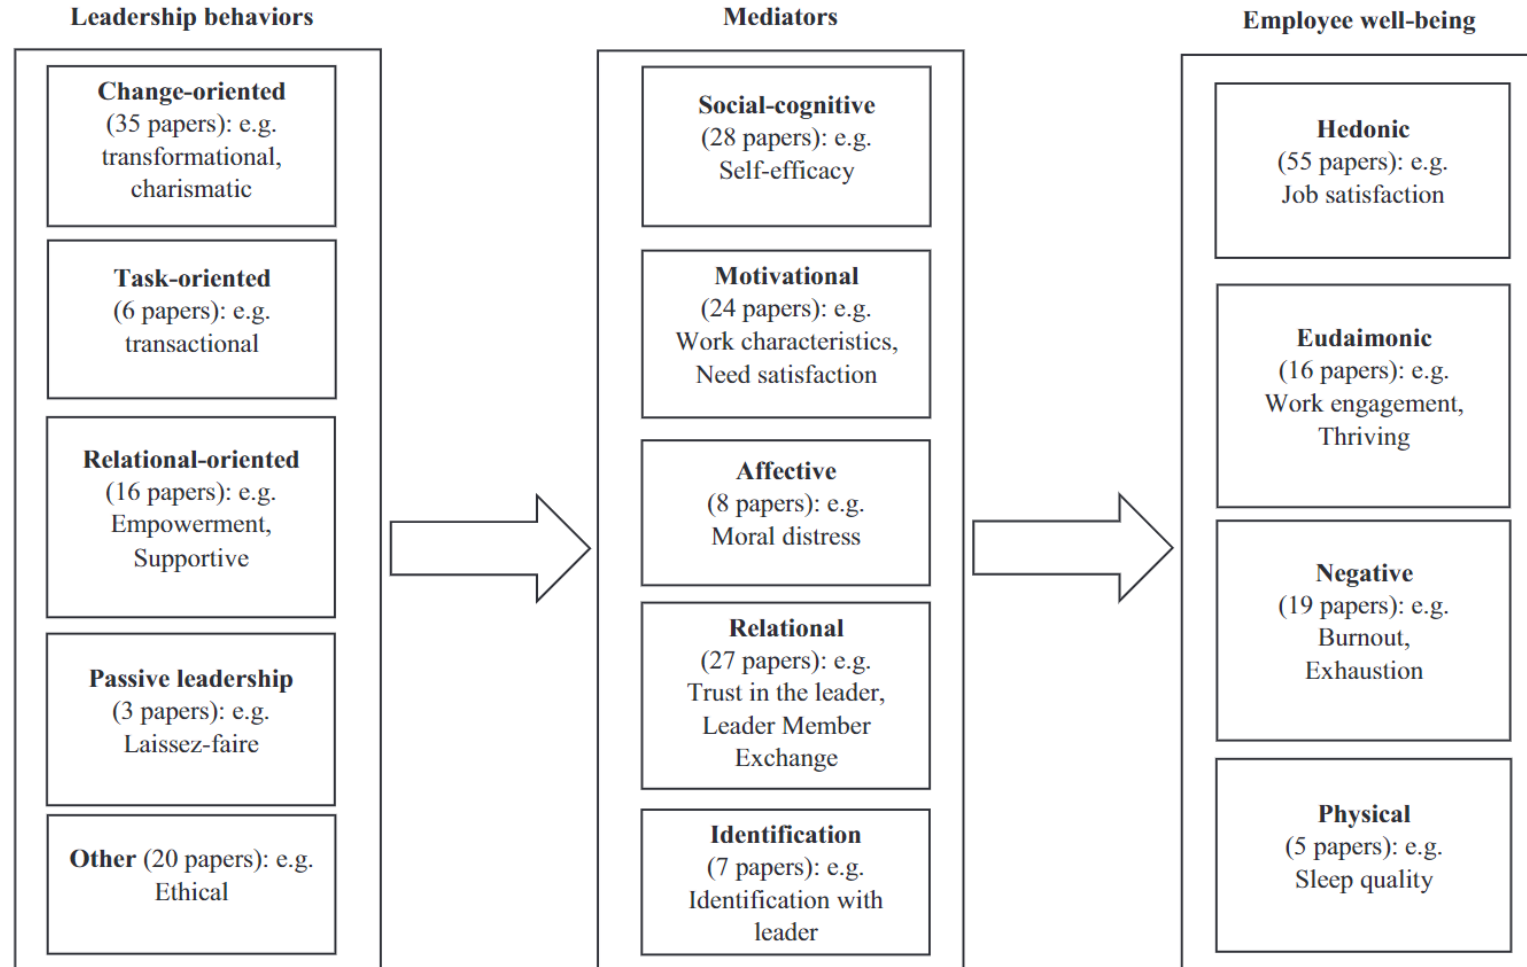 Leadership behaviors
Change-oriented
(35 papers): e.g.
transformational,
charismatic
Task-oriented
(6 papers): e.g.
transactional
Relational-oriented
(16 papers): e.g.
Empowerment,
Supportive
Passive leadership
(3 papers): e.g.
Laissez-faire
Other (20 papers): e.g.
Ethical
Mediators
Social-cognitive
(28 papers): e.g.
Self-efficacy
Motivational
(24 papers): e.g.
Work characteristics,
Need satisfaction
Affective
(8 papers): e.g.
Moral distress
Relational
(27 papers): e.g.
Trust in the leader,
Leader Member
Exchange
Identification
(7 papers): e.g.
Identification with
leader
Employee well-being
Hedonic
(55 papers): e.g.
Job satisfaction
Eudaimonic
(16 papers): e.g.
Work engagement,
Thriving
Negative
(19 papers): e.g.
Burnout,
Exhaustion
Physical
(5 papers): e.g.
Sleep quality